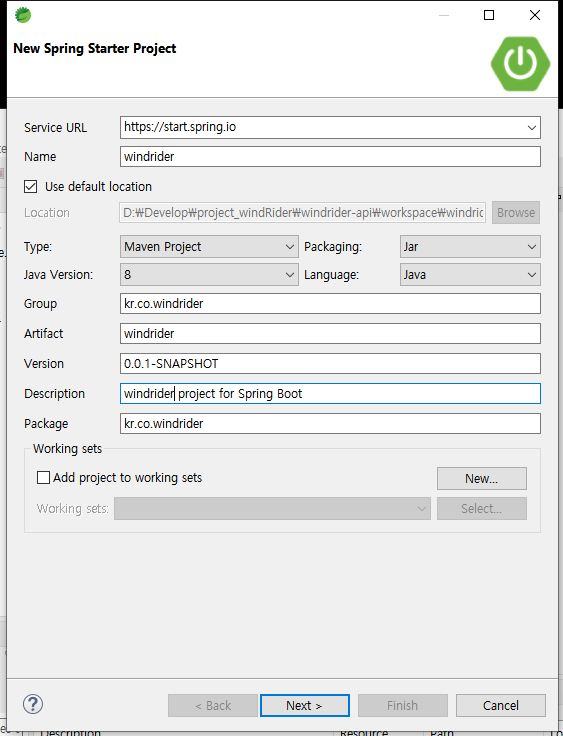 New Spring Starter Project
Service URL https://start.spring.io
Name windrider
Use default location
Location D:₩Develop₩project_windRider₩windrider-api₩workspace₩windric Browse
Type: Maven Project Packaging: Jar
Java Version: 8 Language: Java
Group kr.co.windrider
Artifact windrider
Version 0.0.1-SNAPSHOT
Description windrider project for Spring Boot
Package kr.co.windrider
Working sets
Add project to working sets New...
Working sets: Select...
? < Back Next > Finish Cancel
Description Resource Path